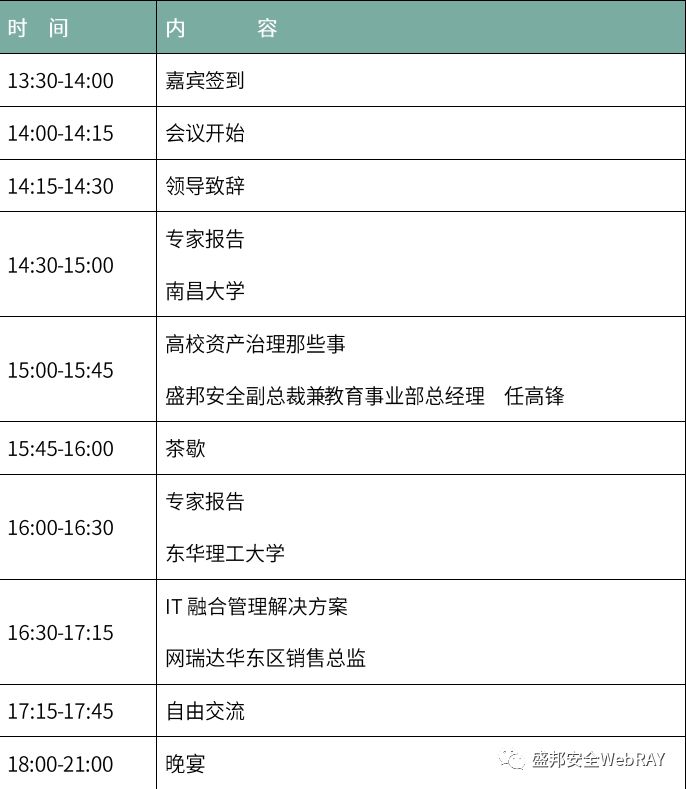 时 间 内 容
13:30-14:00 嘉宾签到
14:00-14:15 会议开始
14:15-14:30 领导致辞
14:30-15:00 专家报告
南昌大学
15:00-15:45 高校资产治理那些事
盛邦安全副总裁兼教育事业部总经理 任高锋
15:45-16:00 茶歇
16:00-16:30 专家报告
东华理工大学
16:30-17:15 IT 融合管理解决方案
网瑞达华东区销售总监
17:15-17:45 自由交流
18:00-21:00 晚宴
盛邦安全WebRAY